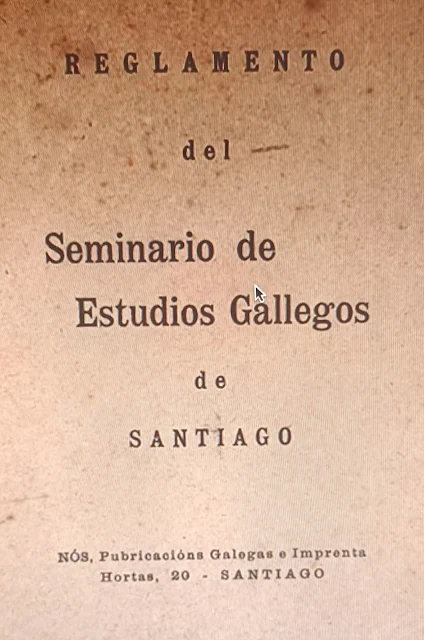 REGLAMENTO
del
Seminario de
Estudios Gallegos
de
SANTIAGO
NÓS, Pubricacións Galegas e Imprenta
Hortas, 20 - SANTIAGO